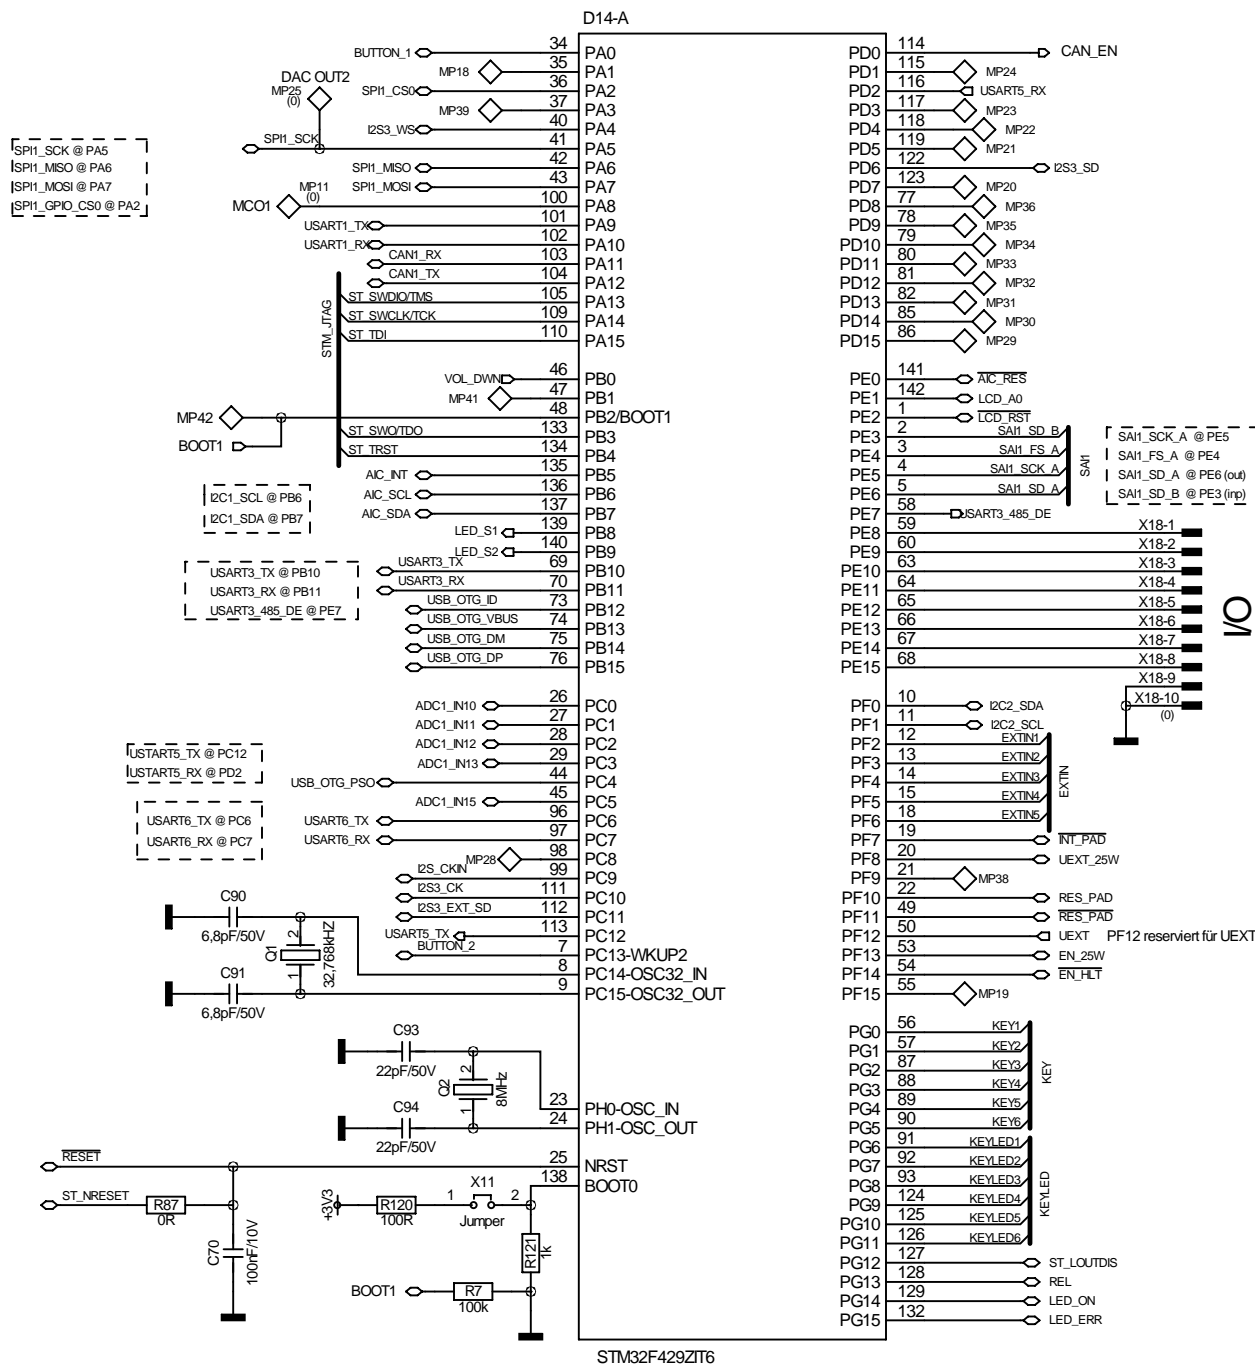 D14-A
BUTTON_1 34 PA0 PD0 114 CAN_EN
MP18 35 PA1 PD1 115 MP24
DAC OUT2
MP25
(0)
SPI1_CS0 36 PA2 PD2 116 USART5_RX
MP39 37 PA3 PD3 117 MP23
I2S3_WS 40 PA4 PD4 118 MP22
SPI1_SCK 41 PA5 PD5 119 MP21
SPI1_MISO 42 PA6 PD6 122 I2S3_SD
SPI1_MOSI 43 PA7 PD7 123 MP20
SPI1_SCK @ PA5
SPI1_MISO @ PA6
SPI1_MOSI @ PA7
SPI1_GPIO_CS0 @ PA2
MCO1 MP11 (0) 100 PA8 PD8 77 MP36
USART1_TX 101 PA9 PD9 78 MP35
USART1_RX 102 PA10 PD10 79 MP34
CAN1_RX 103 PA11 PD11 80 MP33
CAN1_TX 104 PA12 PD12 81 MP32
ST_SWDIO/TMS 105 PA13 PD13 82 MP31
ST_SWCLK/TCK 109 PA14 PD14 85 MP30
ST_TDI 110 PA15 PD15 86 MP29
STM_JTAG
VOL_DWN 46 PB0 PE0 141 AIC_RES
MP41 47 PB1 PE1 142 LCD_A0
MP42 48 PB2/BOOT1 PE2 1 LCD_RST
BOOT1
ST_SWO/TDO 133 PB3 PE3 2 SAI1_SD_B
ST_TRST 134 PB4 PE4 3 SAI1_FS_A
AIC_INT 135 PB5 PE5 4 SAI1_SCK_A
AIC_SCL 136 PB6 PE6 5 SAI1_SD_A
SAI1
SAI1_SCK_A @ PE5
SAI1_FS_A @ PE4
SAI1_SD_A @ PE6 (out)
SAI1_SD_B @ PE3 (inp)
AIC_SDA 137 PB7 PE7 58 USART3_485_DE
I2C1_SCL @ PB6
I2C1_SDA @ PB7
LED_S1 139 PB8 PE8 59 X18-1
LED_S2 140 PB9 PE9 60 X18-2
USART3_TX 69 PB10 PE10 63 X18-3
USART3_RX 70 PB11 PE11 64 X18-4
USB_OTG_ID 73 PB12 PE12 65 X18-5
USB_OTG_VBUS 74 PB13 PE13 66 X18-6
USB_OTG_DM 75 PB14 PE14 67 X18-7
USB_OTG_DP 76 PB15 PE15 68 X18-8
X18-9
X18-10
(0)
I/O
USART3_TX @ PB10
USART3_RX @ PB11
USART3_485_DE @ PE7
ADC1_IN10 26 PC0 PF0 10 I2C2_SDA
ADC1_IN11 27 PC1 PF1 11 I2C2_SCL
ADC1_IN12 28 PC2 PF2 12 EXTIN1
ADC1_IN13 29 PC3 PF3 13 EXTIN2
USB_OTG_PSO 44 PC4 PF4 14 EXTIN3
ADC1_IN15 45 PC5 PF5 15 EXTIN4
USART6_TX 96 PC6 PF6 18 EXTIN5
EXTIN
USTART5_TX @ PC12
USTART5_RX @ PD2
USART6_TX @ PC6
USART6_RX @ PC7
USART6_RX 97 PC7 PF7 19 INT_PAD
MP28 98 PC8 PF8 20 UEXT_25W
I2S_CKIN 99 PC9 PF9 21 MP38
I2S3_CK 111 PC10 PF10 22 RES_PAD
I2S3_EXT_SD 112 PC11 PF11 49 RES_PAD
USART5_TX 113 PC12 PF12 50 UEXT PF12 reserviert für UEXT
BUTTON_2 7 PC13-WKUP2 PF13 53 EN_25W
8 PC14-OSC32_IN PF14 54 EN_HLT
9 PC15-OSC32_OUT PF15 55 MP19
C90
6,8pF/50V
2
Q1
32,768kHZ
1
C91
6,8pF/50V
C93
22pF/50V
2
Q2
8MHz
1
C94
22pF/50V
23 PH0-OSC_IN
24 PH1-OSC_OUT
PG0 56 KEY1
PG1 57 KEY2
PG2 87 KEY3
PG3 88 KEY4
PG4 89 KEY5
PG5 90 KEY6
KEY
PG6 91 KEYLED1
PG7 92 KEYLED2
PG8 93 KEYLED3
PG9 124 KEYLED4
PG10 125 KEYLED5
PG11 126 KEYLED6
KEYLED
PG12 127 ST_LOUTDIS
PG13 128 REL
PG14 129 LED_ON
PG15 132 LED_ERR
RESET 25 NRST
138 BOOT0
ST_NRESET R87
0R
C70
100nF/10V
+3V3 R120
100R
1 X11 2
Jumper
R121
1k
BOOT1 R7
100k
STM32F429ZIT6